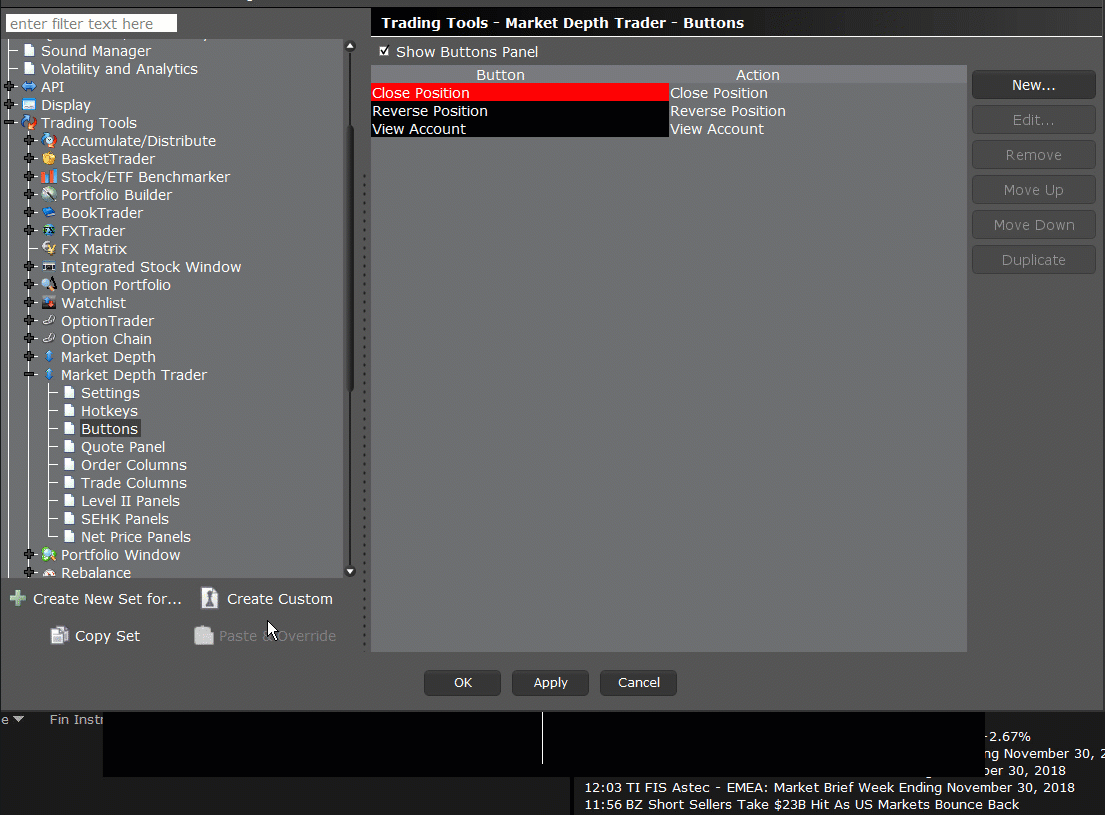 enter filter text here
Sound Manager
Volatility and Analytics
API
Display
Trading Tools
Accumulate/Distribute
BasketTrader
Stock/ETF Benchmarker
Portfolio Builder
BookTrader
FXTrader
FX Matrix
Integrated Stock Window
Option Portfolio
Watchlist
OptionTrader
Option Chain
Market Depth
Market Depth Trader
Settings
Hotkeys
Buttons
Quote Panel
Order Columns
Trade Columns
Level II Panels
SEHK Panels
Net Price Panels
Portfolio Window
Rebalance
Create New Set for... Create Custom
Copy Set Paste & Override
Trading Tools - Market Depth Trader - Buttons
Show Buttons Panel
Button Action
Close Position Close Position
Reverse Position Reverse Position
View Account View Account
New...
Edit...
Remove
Move Up
Move Down
Duplicate
OK Apply Cancel
e Fin Instr
-2.67%
ng November 30, 2
ber 30, 2018
12:03 TI FIS Astec - EMEA: Market Brief Week Ending November 30, 2018
11:56 BZ Short Sellers Take $23B Hit As US Markets Bounce Back